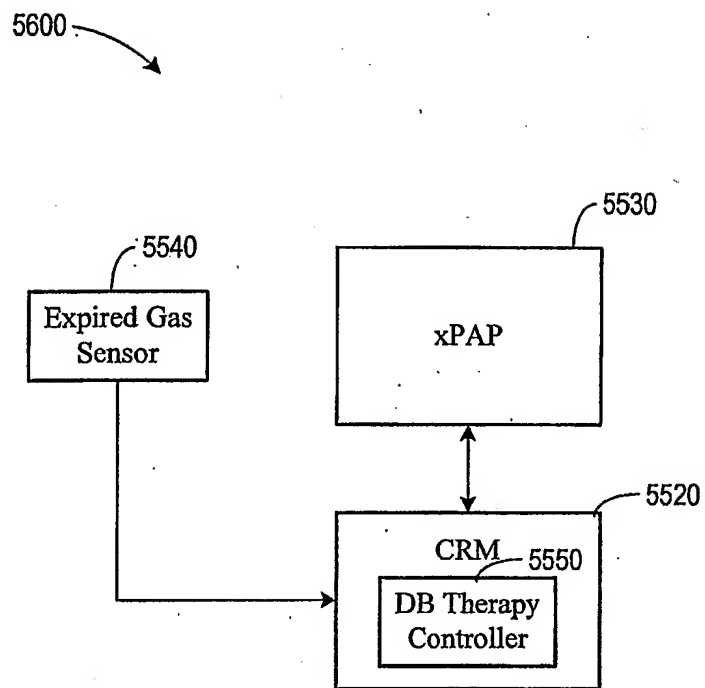 5600
5530
5540
Expired Gas
Sensor
xPAP
5520
CRM
5550
DB Therapy
Controller